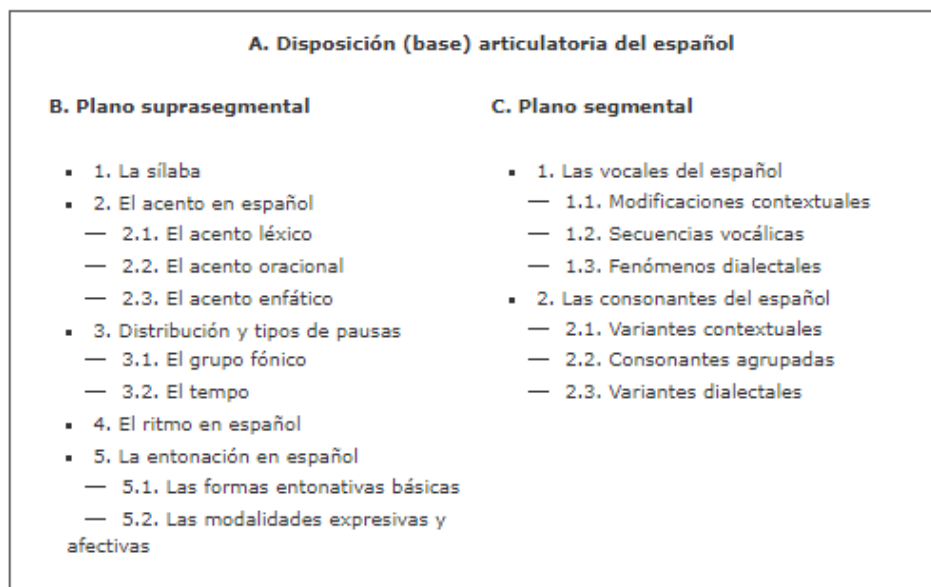 A. Disposición (base) articulatoria del español
B. Plano suprasegmental
▪ 1. La sílaba
▪ 2. El acento en español
— 2.1. El acento léxico
— 2.2. El acento oracional
— 2.3. El acento enfático
▪ 3. Distribución y tipos de pausas
— 3.1. El grupo fónico
— 3.2. El tempo
▪ 4. El ritmo en español
▪ 5. La entonación en español
— 5.1. Las formas entonativas básicas
— 5.2. Las modalidades expresivas y
afectivas
C. Plano segmental
▪ 1. Las vocales del español
— 1.1. Modificaciones contextuales
— 1.2. Secuencias vocálicas
— 1.3. Fenómenos dialectales
▪ 2. Las consonantes del español
— 2.1. Variantes contextuales
— 2.2. Consonantes agrupadas
— 2.3. Variantes dialectales